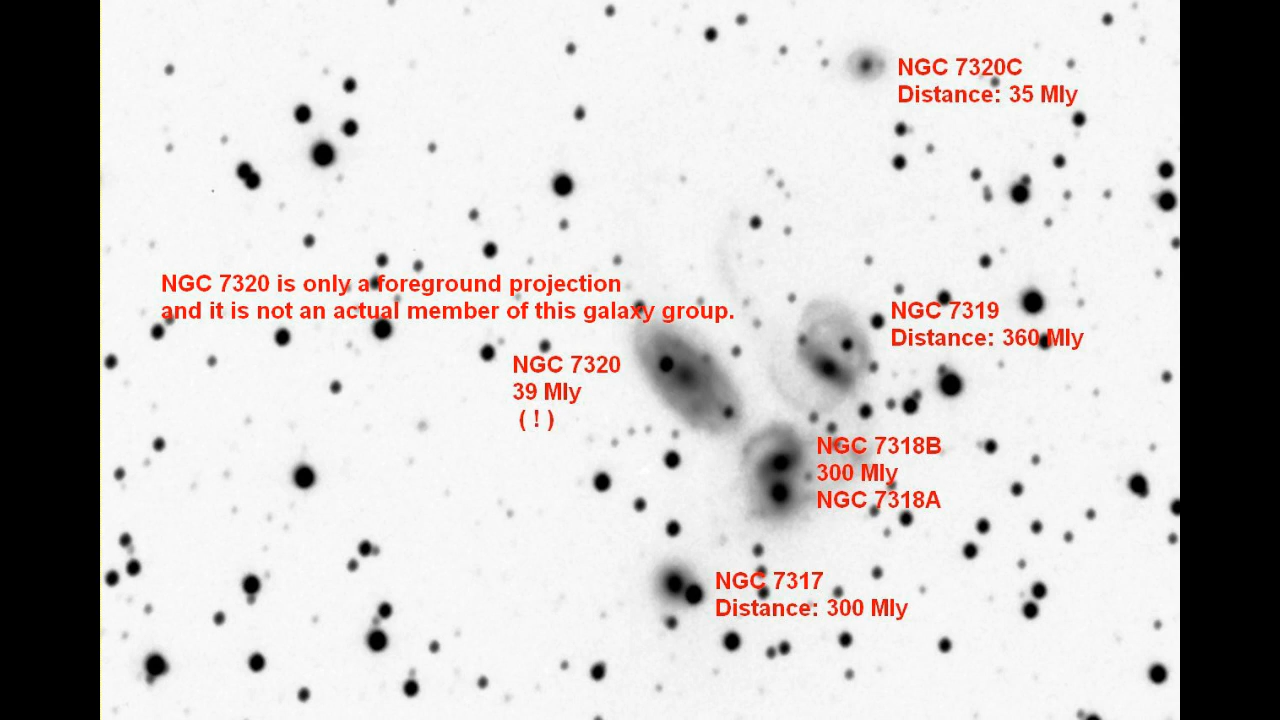 NGC 7320C
Distance: 35 Mly
NGC 7320 is only a foreground projection
and it is not an actual member of this galaxy group.
NGC 7319
Distance: 360 Mly
NGC 7320
39 Mly
( ! )
NGC 7318B
300 Mly
NGC 7318A
NGC 7317
Distance: 300 Mly